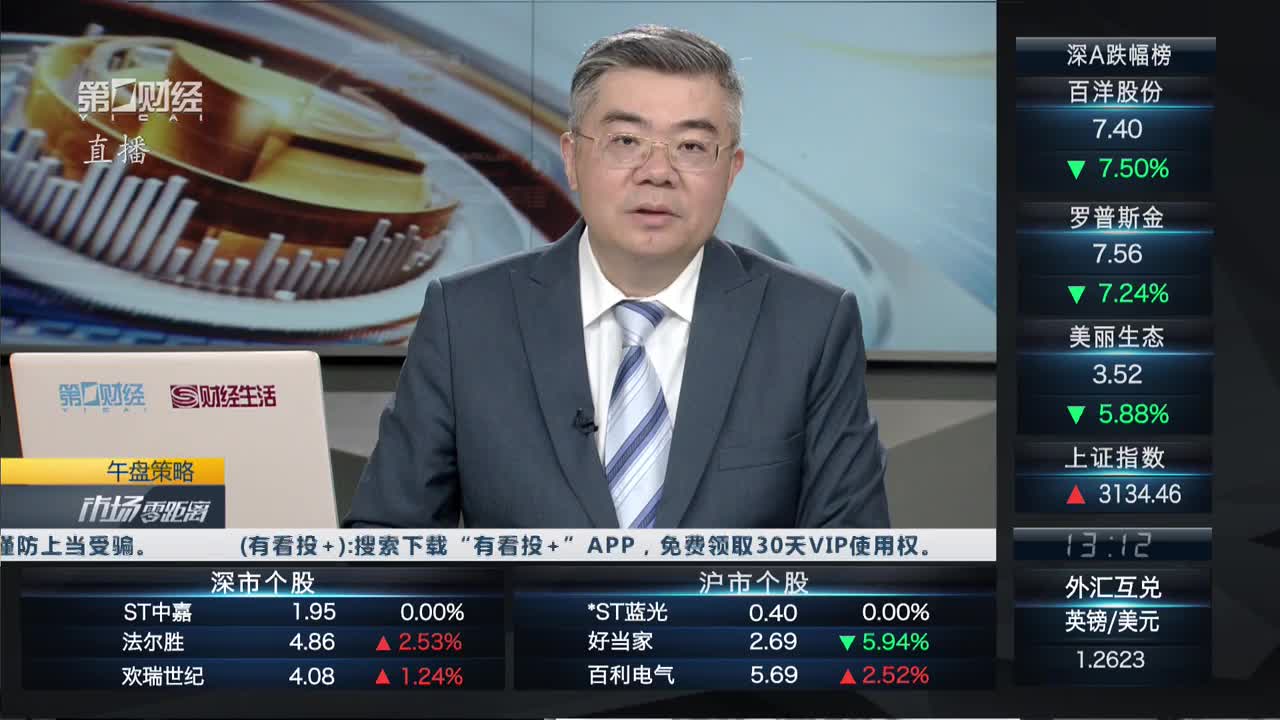 第一财经
YICAI
直播
第一财经
YICAI
财经生活
午盘策略
市场零距离
谨防上当受骗。 (有看投+):搜索下载“有看投+”APP，免费领取30天VIP使用权。
深市个股
ST中嘉 1.95 0.00%
法尔胜 4.86 ▲2.53%
欢瑞世纪 4.08 ▲1.24%
沪市个股
*ST蓝光 0.40 0.00%
好当家 2.69 ▼5.94%
百利电气 5.69 ▲2.52%
深A跌幅榜
百洋股份
7.40
▼ 7.50%
罗普斯金
7.56
▼ 7.24%
美丽生态
3.52
▼ 5.88%
上证指数
▲ 3134.46
13:12
外汇互兑
英镑/美元
1.2623